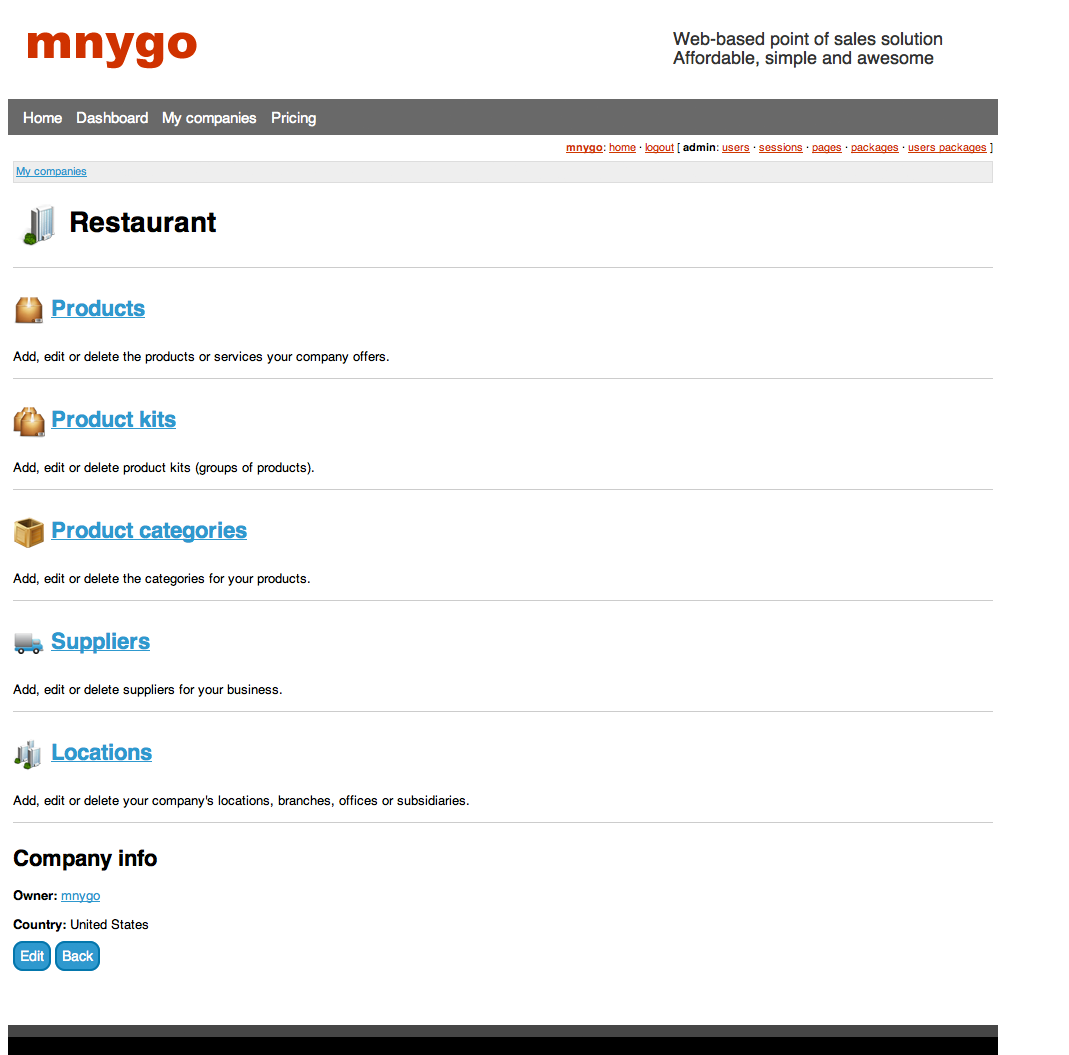 mnygo
Web-based point of sales solution
Affordable, simple and awesome
Home Dashboard My companies Pricing
mnygo: home · logout [ admin: users · sessions · pages · packages · users packages ]
My companies
Restaurant
Products
Add, edit or delete the products or services your company offers.
Product kits
Add, edit or delete product kits (groups of products).
Product categories
Add, edit or delete the categories for your products.
Suppliers
Add, edit or delete suppliers for your business.
Locations
Add, edit or delete your company's locations, branches, offices or subsidiaries.
Company info
Owner: mnygo
Country: United States
Edit Back